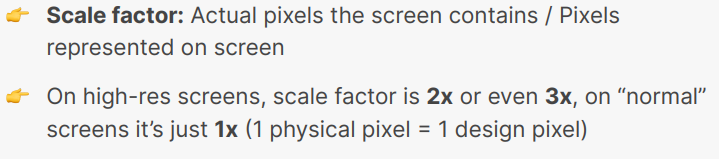 👉 Scale factor: Actual pixels the screen contains / Pixels
represented on screen
👉 On high-res screens, scale factor is 2x or even 3x, on “normal”
screens it’s just 1x (1 physical pixel = 1 design pixel)